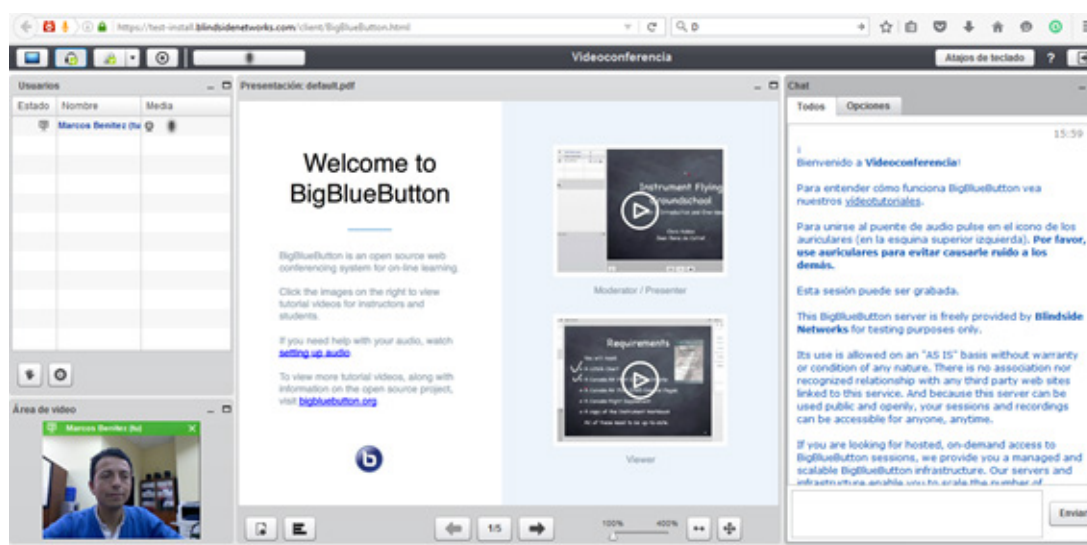 https://test-install.blindsidenetworks.com/client/BigBlueButton.html
Videoconferencia
Atajos de teclado
?
Usuarios
Estado Nombre Media
Marcos Benitez (tu
Área de video
Marcos Benitez (tu)
Presentación: default.pdf
Welcome to
BigBlueButton
BigBlueButton is an open source web
conferencing system for on-line learning.
Click the images on the right to view
tutorial videos for instructors and
students.
If you need help with your audio, watch
setting up audio.
To view more tutorial videos, along with
information on the open source project,
visit bigbluebutton.org.
b
Instrument Flying
Groundschool
Moderator / Presenter
Requirements
Viewer
1/5
100% 400%
Chat
Todos Opciones
15:59
Bienvenido a Videoconferencia!
Para entender cómo funciona BigBlueButton vea
nuestros videotutoriales.
Para unirse al puente de audio pulse en el icono de los
auriculares (en la esquina superior izquierda). Por favor,
use auriculares para evitar causarle ruido a los
demás.
Esta sesión puede ser grabada.
This BigBlueButton server is freely provided by Blindside
Networks for testing purposes only.
Its use is allowed on an "AS IS" basis without warranty
or condition of any nature. There is no association nor
recognized relationship with any third party web sites
linked to this service. And because this server can be
used public and openly, your sessions and recordings
can be accessible for anyone, anytime.
If you are looking for hosted, on-demand access to
BigBlueButton sessions, we provide you a managed and
scalable BigBlueButton infrastructure. Our servers and
infrastructure enable you to scale the number of
Enviar